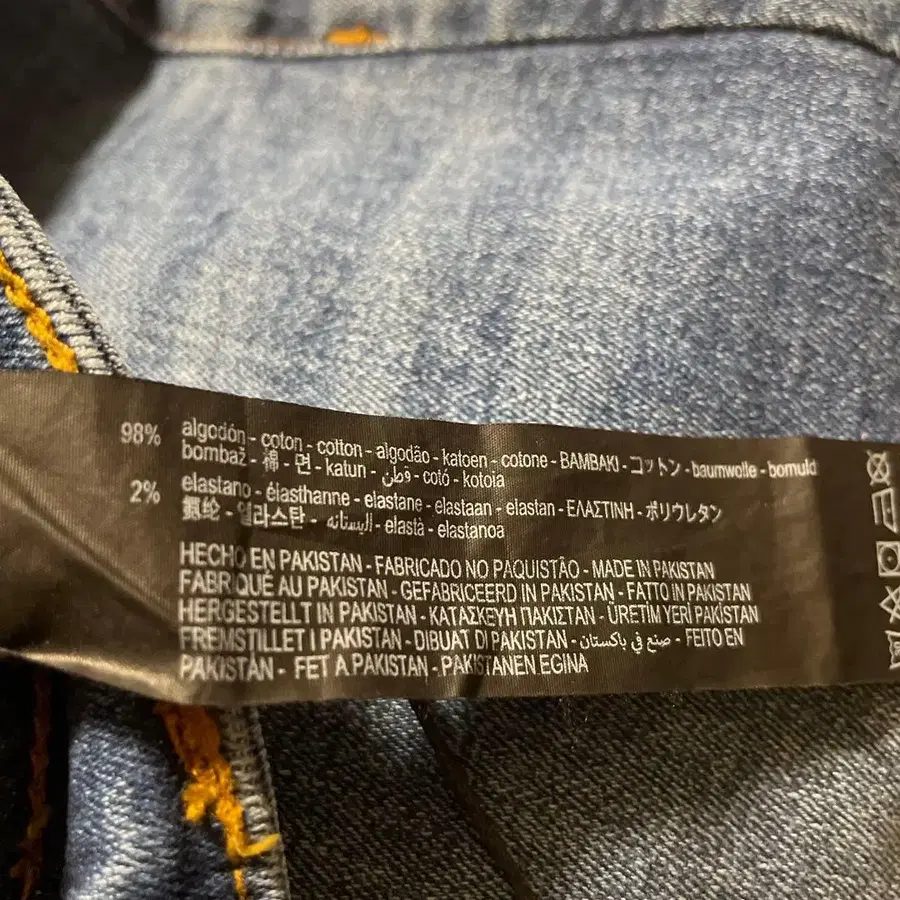 98% algodón - coton - cotton - algodão - katoen - cotone - BAMBAKI - コットン - baumwolle - bomuld
bombaž - 棉 - 면 - katun - قطن - cotó - kotoia
2% elastano - élasthanne - elastane - elastaan - elastan - ΕΛΑΣΤΙΝΗ - ポリウレタン
氨纶 - 엘라스탄 - اليستانه - elastà - elastanoa
HECHO EN PAKISTAN - FABRICADO NO PAQUISTÃO - MADE IN PAKISTAN
FABRIQUÉ AU PAKISTAN - GEFABRICEERD IN PAKISTAN - FATTO IN PAKISTAN
HERGESTELLT IN PAKISTAN - ΚΑΤΑΣΚΕΥΗ ΠΑΚΙΣΤΑΝ - ÜRETİM YERİ PAKISTAN
FREMSTILLET I PAKISTAN - DIBUAT DI PAKISTAN - صنع في باكستان - FEITO EN
PAKISTÁN - FET A PAKISTAN - PAKISTANEN EGINA